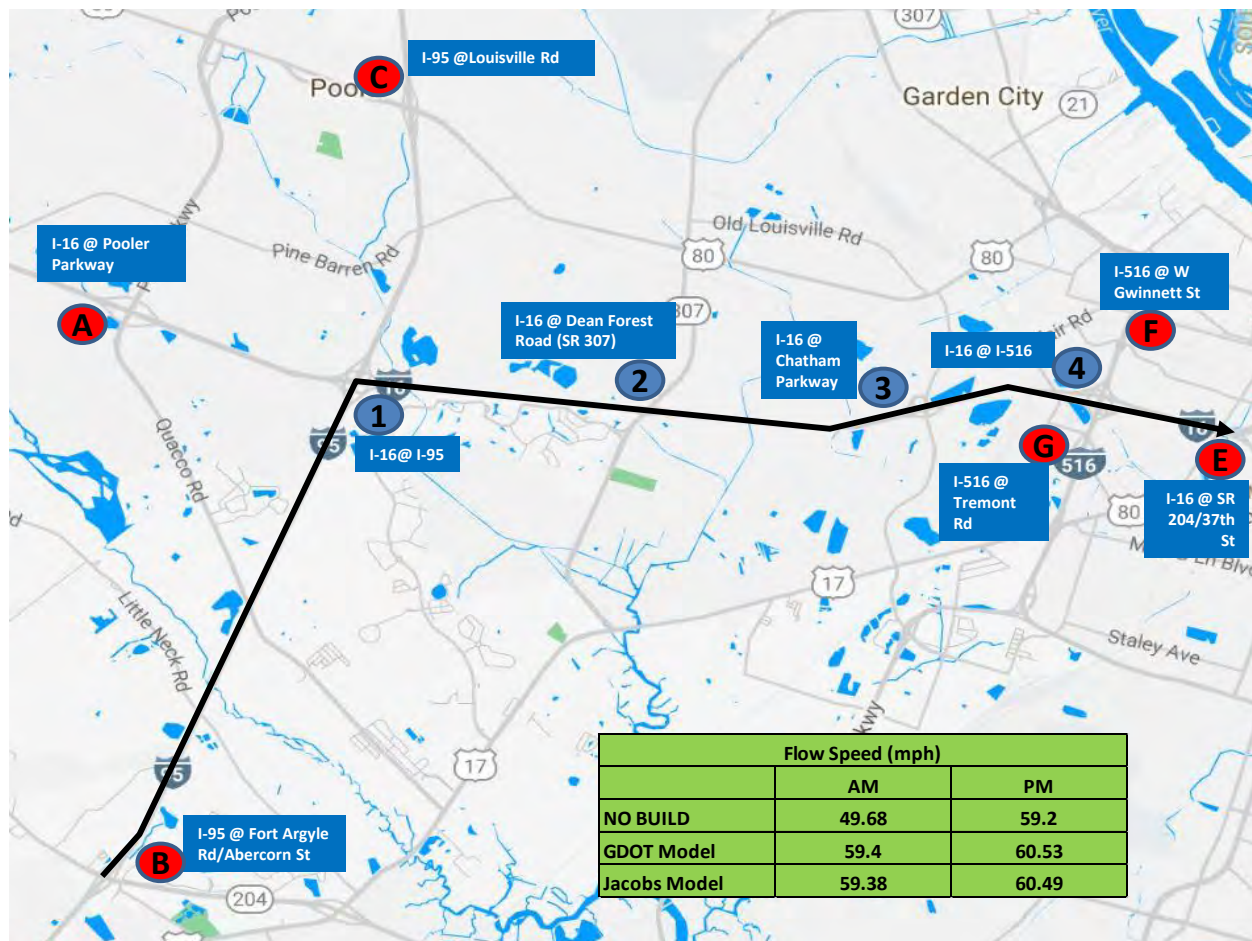 307
I-95 @Louisville Rd
C
Garden City
21
I-16 @ Pooler
Parkway
Old Louisville Rd
Pine Barren Rd
80
80
I-516 @ W
Gwinnett St
A
307
F
I-16 @ Dean Forest
Road (SR 307)
I-16 @
Chatham
Parkway
I-16 @ I-516
2
3
4
1
95
I-16@ I-95
16
E
G
516
Quacco Rd
I-516 @
Tremont
Rd
I-16 @ SR
204/37th
St
80
17
Little Neck Rd
Staley Ave
17
95
Flow Speed (mph)
AM PM
NO BUILD 49.68 59.2
GDOT Model 59.4 60.53
Jacobs Model 59.38 60.49
I-95 @ Fort Argyle
Rd/Abercorn St
B
204